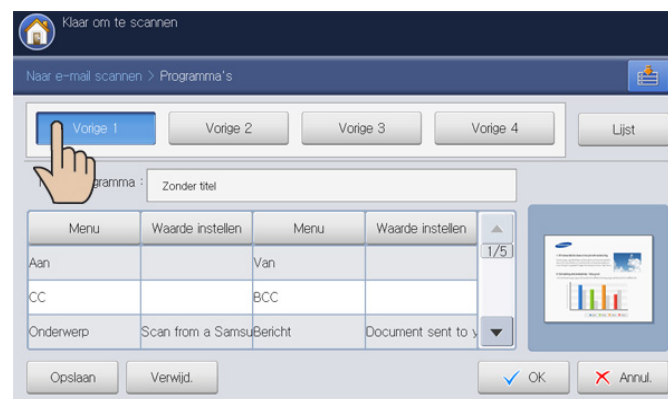 Klaar om te scannen
Naar e-mail scannen > Programma's
Vorige 1 Vorige 2 Vorige 3 Vorige 4 Lijst
gramma : Zonder titel
Menu Waarde instellen Menu Waarde instellen
1/5
Aan Van
CC BCC
Onderwerp Scan from a Samsu Bericht Document sent to y
Opslaan Verwijd. OK Annul.